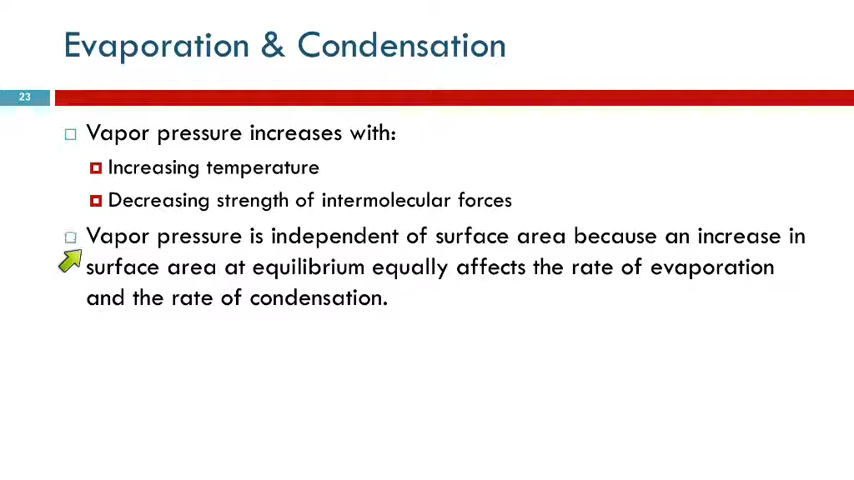 Evaporation & Condensation
23
Vapor pressure increases with:
Increasing temperature
Decreasing strength of intermolecular forces
Vapor pressure is independent of surface area because an increase in
surface area at equilibrium equally affects the rate of evaporation
and the rate of condensation.